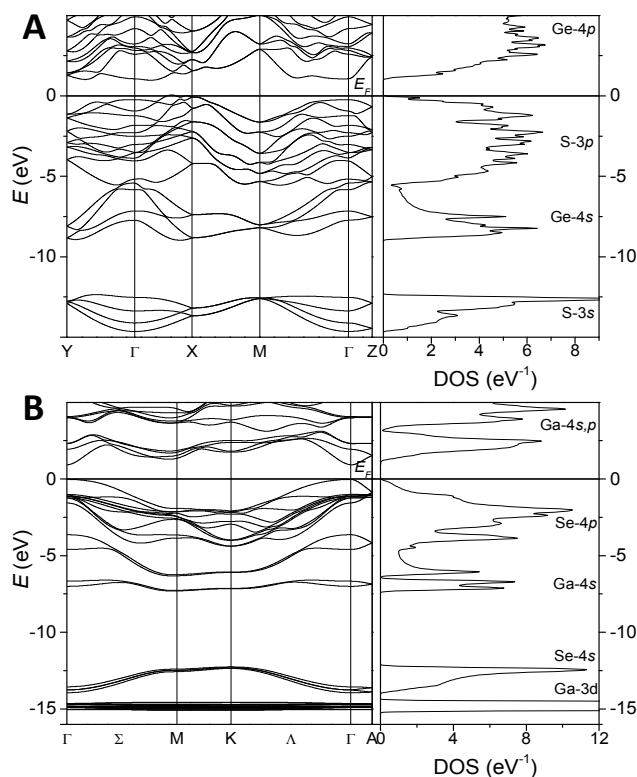 A
E (eV)
0
-5
-10
Y Γ X M Γ Z
E_F
Ge-4p
S-3p
Ge-4s
S-3s
0
-5
-10
0 2 4 6 8
DOS (eV⁻¹)
B
E (eV)
0
-5
-10
-15
Γ Σ M K Λ Γ A
E_F
Ga-4s,p
Se-4p
Ga-4s
Se-4s
Ga-3d
0
-5
-10
-15
0 4 8 12
DOS (eV⁻¹)